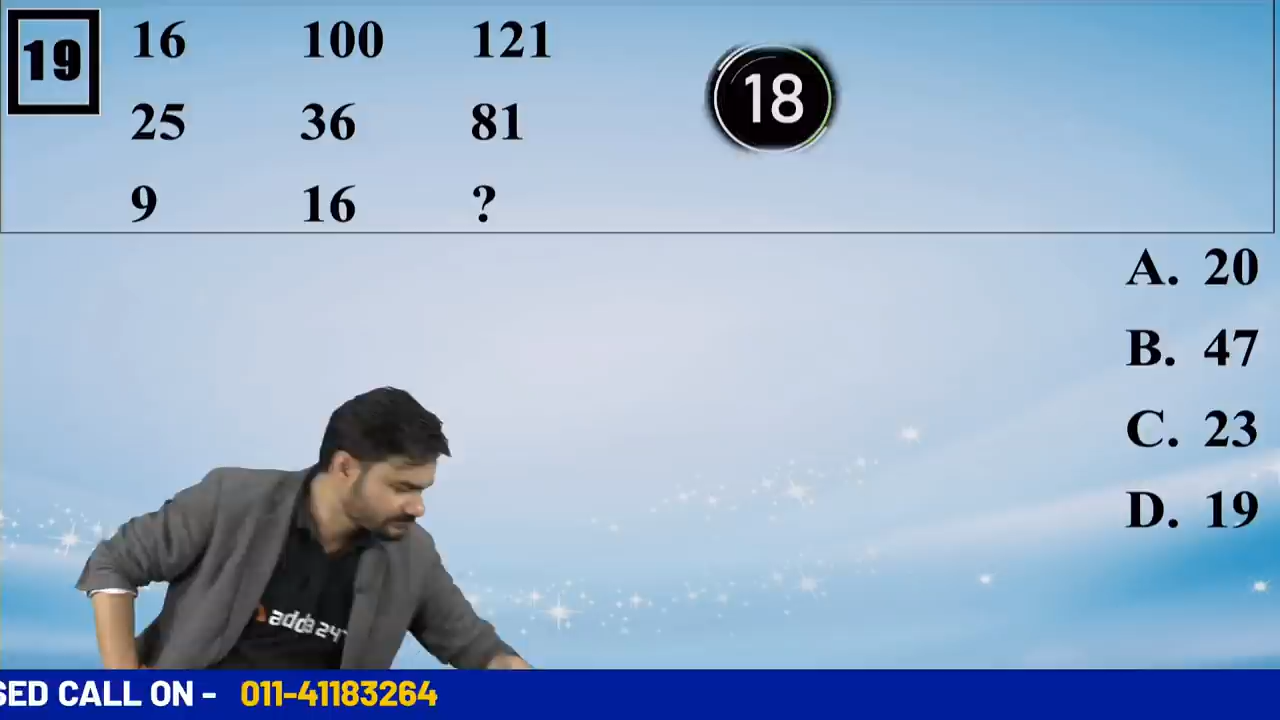 19
16 100 121
25 36 81
9 16 ?
18
A. 20
B. 47
C. 23
D. 19
adda247
SED CALL ON - 011-41183264